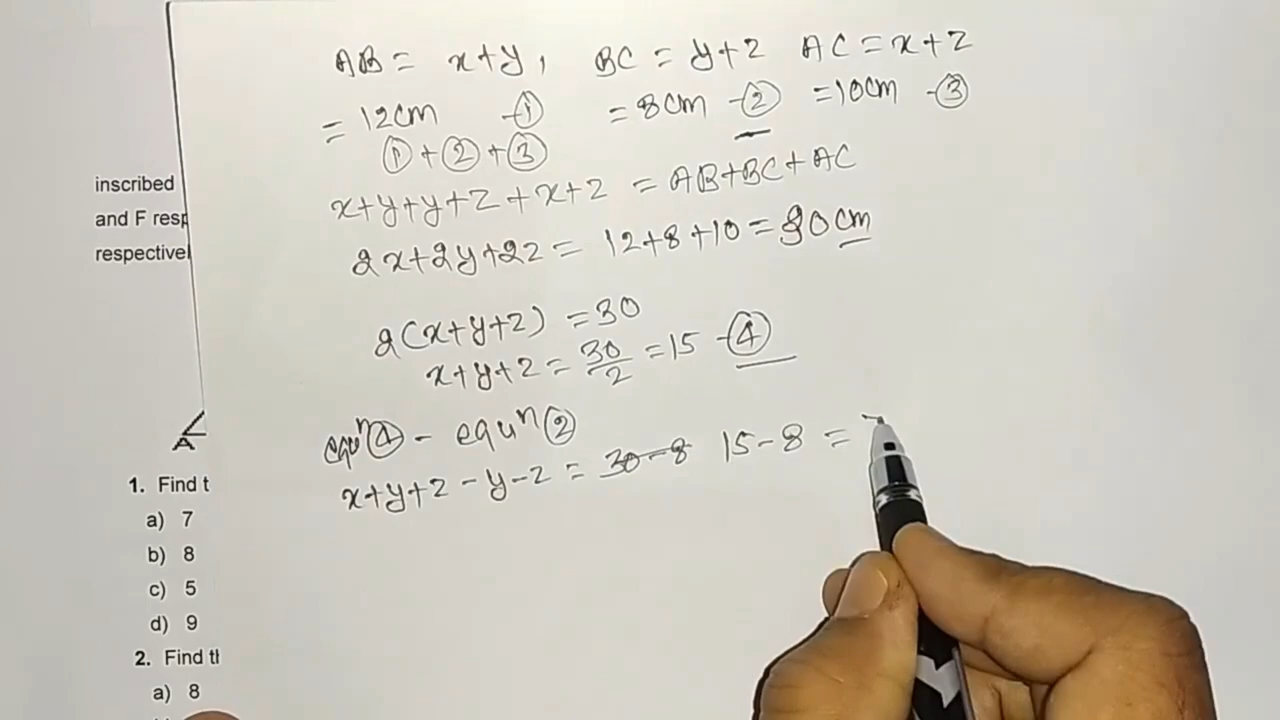 AB = x+y, BC = y+z AC = x+z
= 12cm -① = 8cm -② =10cm -③
①+②+③
x+y+y+z+x+z = AB+BC+AC
2x+2y+2z = 12+8+10=30cm
2(x+y+z) =30
x+y+z = 30/2 =15 -④
equⁿ④ - equⁿ②
x+y+z-y-z = 30-8 15-8 =
inscribed
and F resp
respectivel
A
1. Find t
a) 7
b) 8
c) 5
d) 9
2. Find th
a) 8